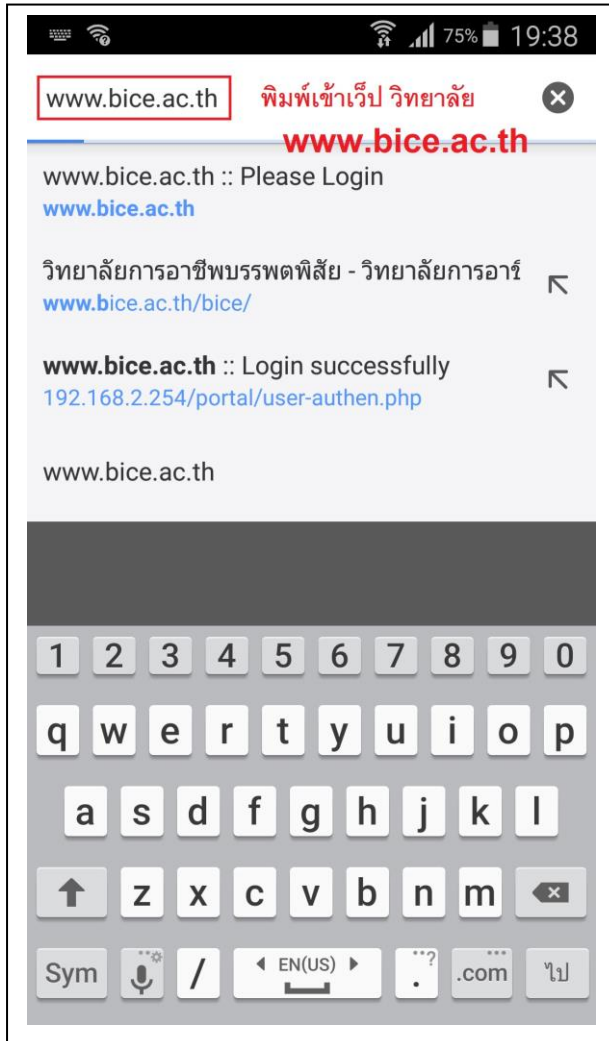 75% 19:38
www.bice.ac.th พิมพ์เข้าเว็ป วิทยาลัย
www.bice.ac.th
www.bice.ac.th :: Please Login
www.bice.ac.th
วิทยาลัยการอาชีพบรรพตพิสัย - วิทยาลัยการอาชี
www.bice.ac.th/bice/
www.bice.ac.th :: Login successfully
192.168.2.254/portal/user-authen.php
www.bice.ac.th
1 2 3 4 5 6 7 8 9 0
q w e r t y u i o p
a s d f g h j k l
z x c v b n m
Sym / EN(US) . ...? .com ไป